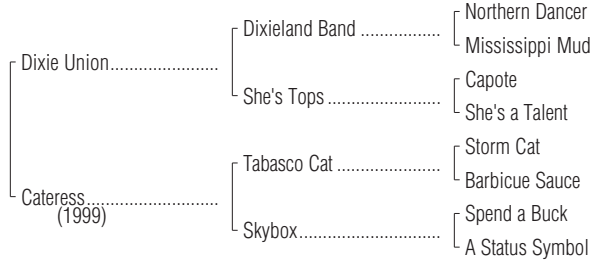 Northern Dancer
Dixieland Band ..................
Mississippi Mud
Dixie Union........................
Capote
She's Tops .........................
She's a Talent
Storm Cat
Tabasco Cat .......................
Barbicue Sauce
Cateress.............................
(1999)
Spend a Buck
Skybox...............................
A Status Symbol